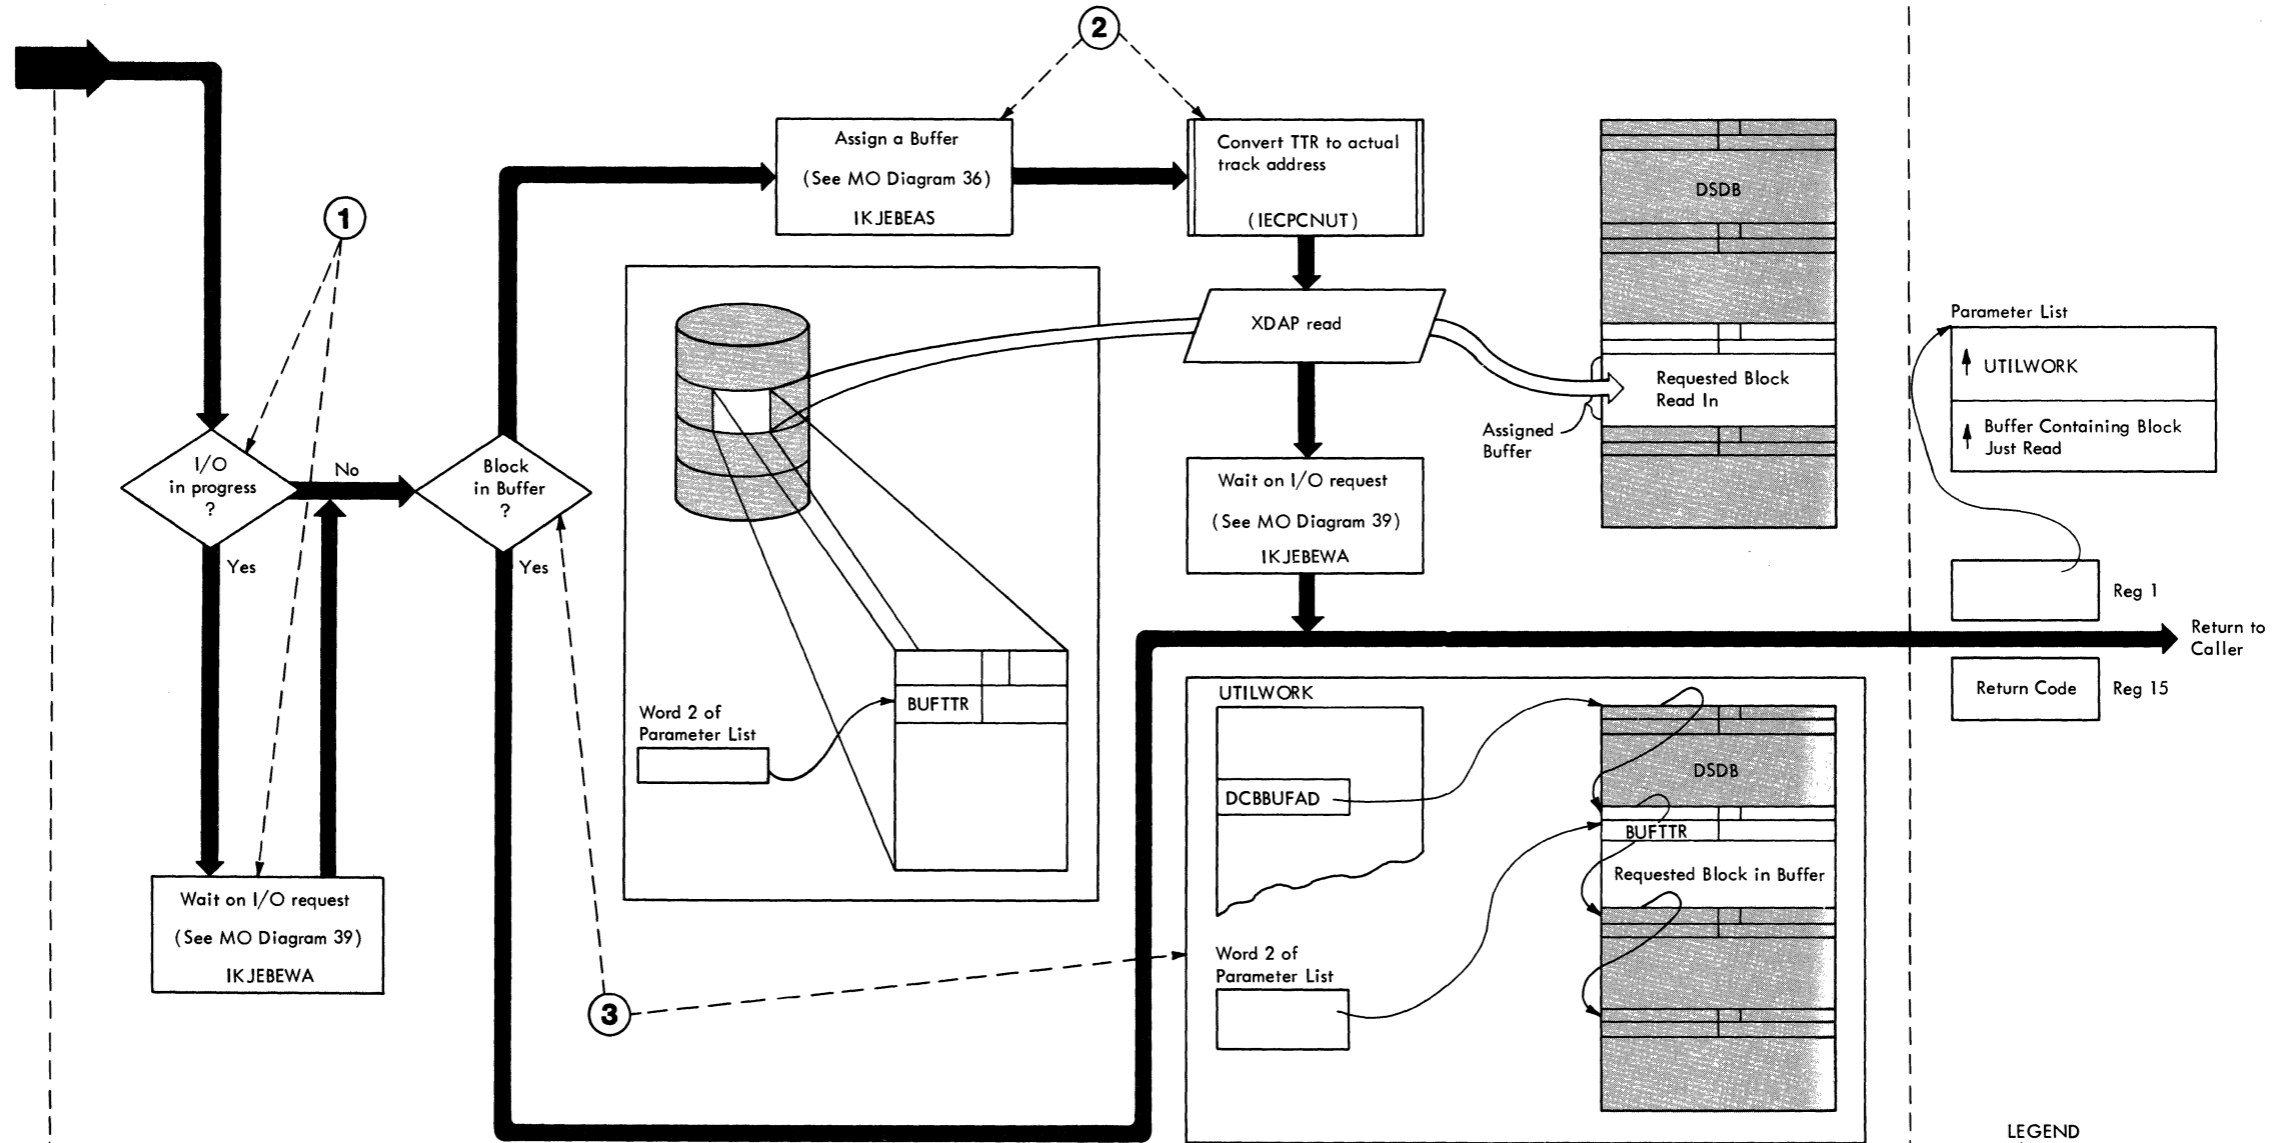 2
1
Assign a Buffer
(See MO Diagram 36)
IKJEBEAS
Convert TTR to actual
track address
(IECPCNUT)
DSDB
XDAP read
Requested Block
Read In
Assigned
Buffer
Parameter List
UTILWORK
Buffer Containing Block
Just Read
I/O
in progress
?
No
Yes
Block
in Buffer
?
Yes
Wait on I/O request
(See MO Diagram 39)
IKJEBEWA
Reg 1
Return to
Caller
Return Code
Reg 15
Word 2 of
Parameter List
BUFTTR
UTILWORK
DCBBUFAD
DSDB
BUFTTR
Requested Block in Buffer
Word 2 of
Parameter List
Wait on I/O request
(See MO Diagram 39)
IKJEBEWA
3
LEGEND